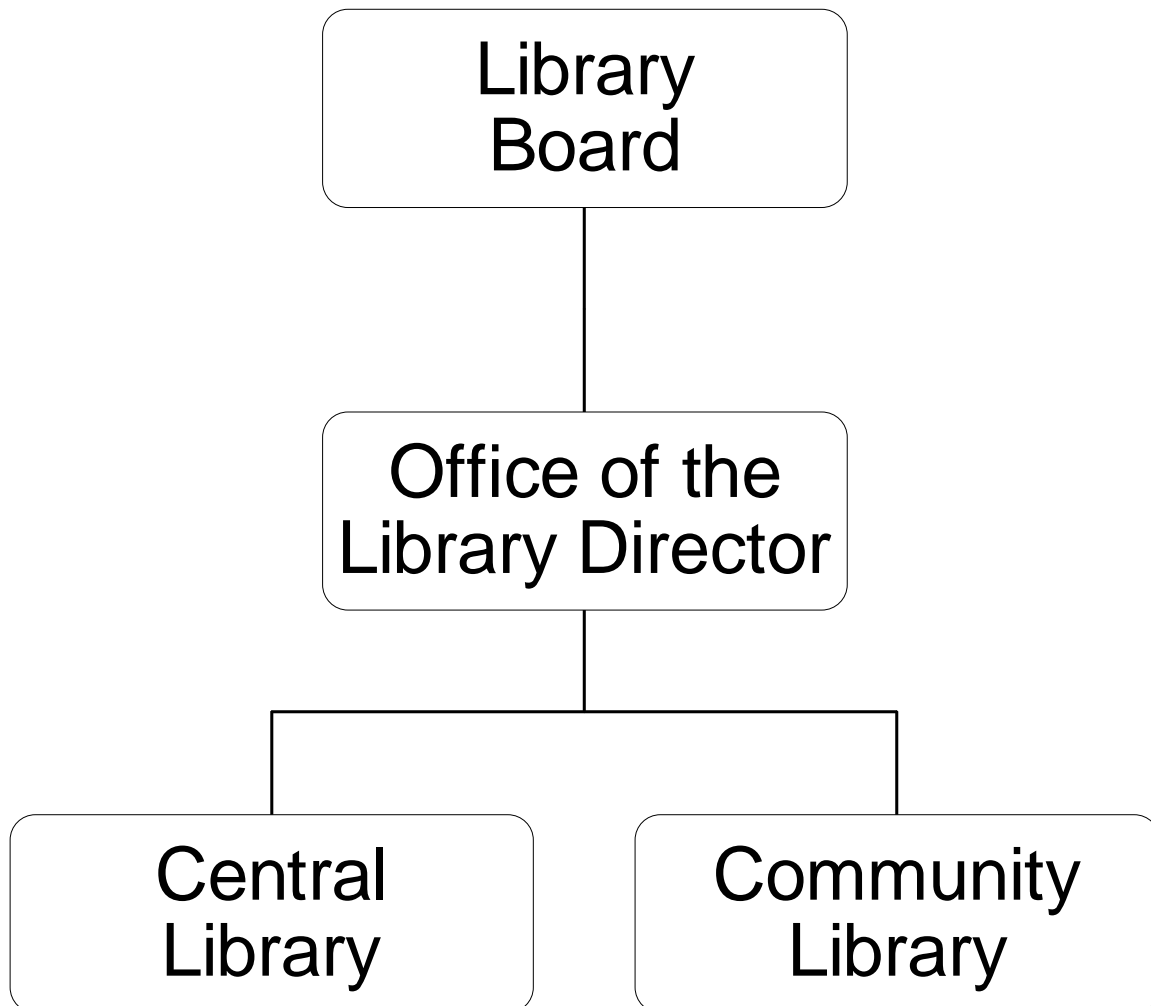 Library
Board
Office of the
Library Director
Central
Library
Community
Library